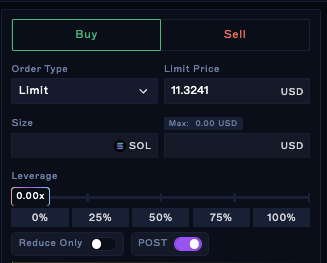 Buy Sell
Order Type Limit Price
Limit 11.3241 USD
Size Max: 0.00 USD
SOL USD
Leverage
0.00x
0% 25% 50% 75% 100%
Reduce Only POST